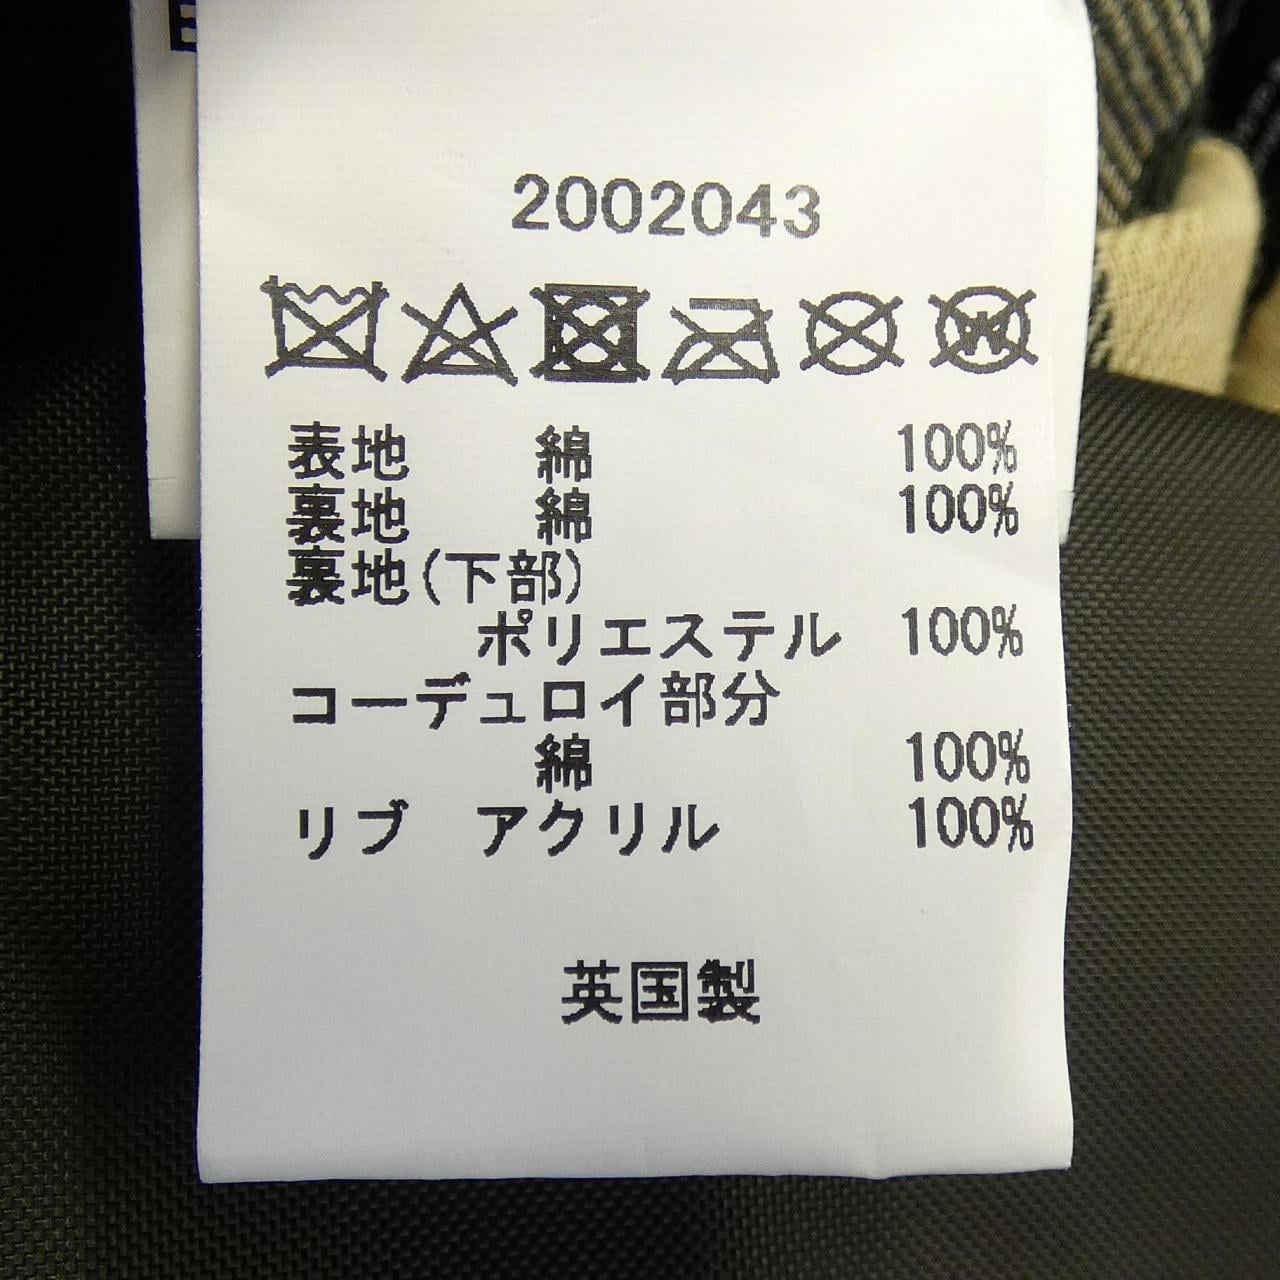 2002043
表地 綿 100%
裏地 綿 100%
裏地(下部)
ポリエステル 100%
コーデュロイ部分
綿 100%
リブ アクリル 100%
英国製